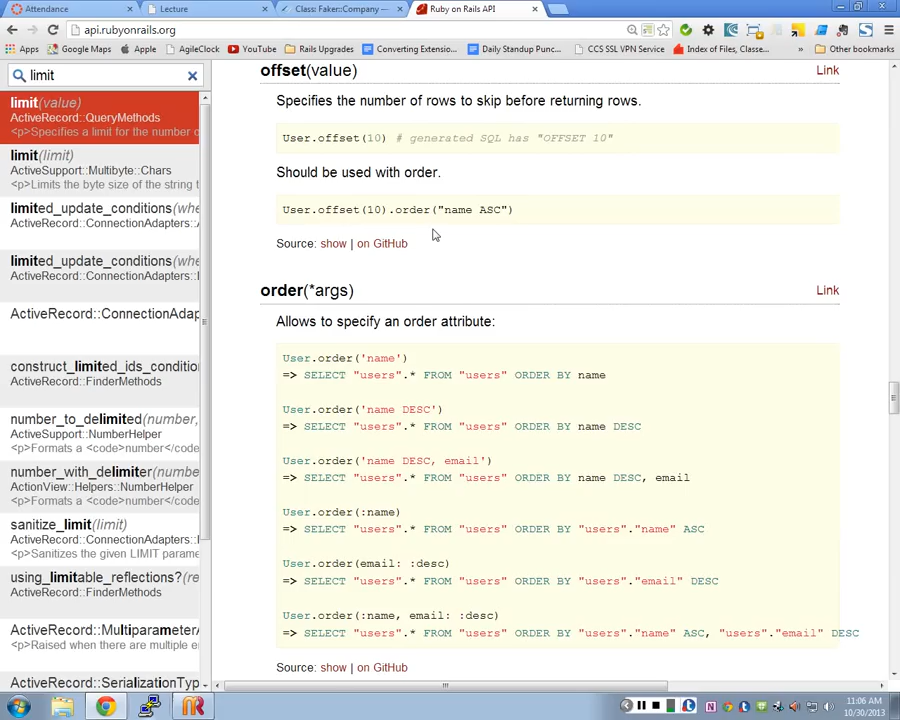 Attendance
Lecture
Class: Faker::Company —
Ruby on Rails API
api.rubyonrails.org
Apps
Google Maps
Apple
AgileClock
YouTube
Rails Upgrades
Converting Extensio...
Daily Standup Punc...
CCS SSL VPN Service
Index of Files, Classe...
»
Other bookmarks
limit
limit(value)
ActiveRecord::QueryMethods
<p>Specifies a limit for the number o
limit(limit)
ActiveSupport::Multibyte::Chars
<p>Limits the byte size of the string t
limited_update_conditions(whe
ActiveRecord::ConnectionAdapters::
limited_update_conditions(whe
ActiveRecord::ConnectionAdapters::
ActiveRecord::ConnectionAdap
construct_limited_ids_conditio
ActiveRecord::FinderMethods
number_to_delimited(number,
ActiveSupport::NumberHelper
<p>Formats a <code>number</code>
number_with_delimiter(numbe
ActionView::Helpers::NumberHelper
<p>Formats a <code>number</code>
sanitize_limit(limit)
ActiveRecord::ConnectionAdapters::
<p>Sanitizes the given LIMIT parame
using_limitable_reflections?(re
ActiveRecord::FinderMethods
ActiveRecord::MultiparameterA
<p>Raised when there are multiple e
ActiveRecord::SerializationTyp
offset(value)
Link
Specifies the number of rows to skip before returning rows.
User.offset(10) # generated SQL has "OFFSET 10"
Should be used with order.
User.offset(10).order("name ASC")
Source: show | on GitHub
order(*args)
Link
Allows to specify an order attribute:
User.order('name')
=> SELECT "users".* FROM "users" ORDER BY name
User.order('name DESC')
=> SELECT "users".* FROM "users" ORDER BY name DESC
User.order('name DESC, email')
=> SELECT "users".* FROM "users" ORDER BY name DESC, email
User.order(:name)
=> SELECT "users".* FROM "users" ORDER BY "users"."name" ASC
User.order(email: :desc)
=> SELECT "users".* FROM "users" ORDER BY "users"."email" DESC
User.order(:name, email: :desc)
=> SELECT "users".* FROM "users" ORDER BY "users"."name" ASC, "users"."email" DESC
Source: show | on GitHub
11:06 AM
10/30/2013